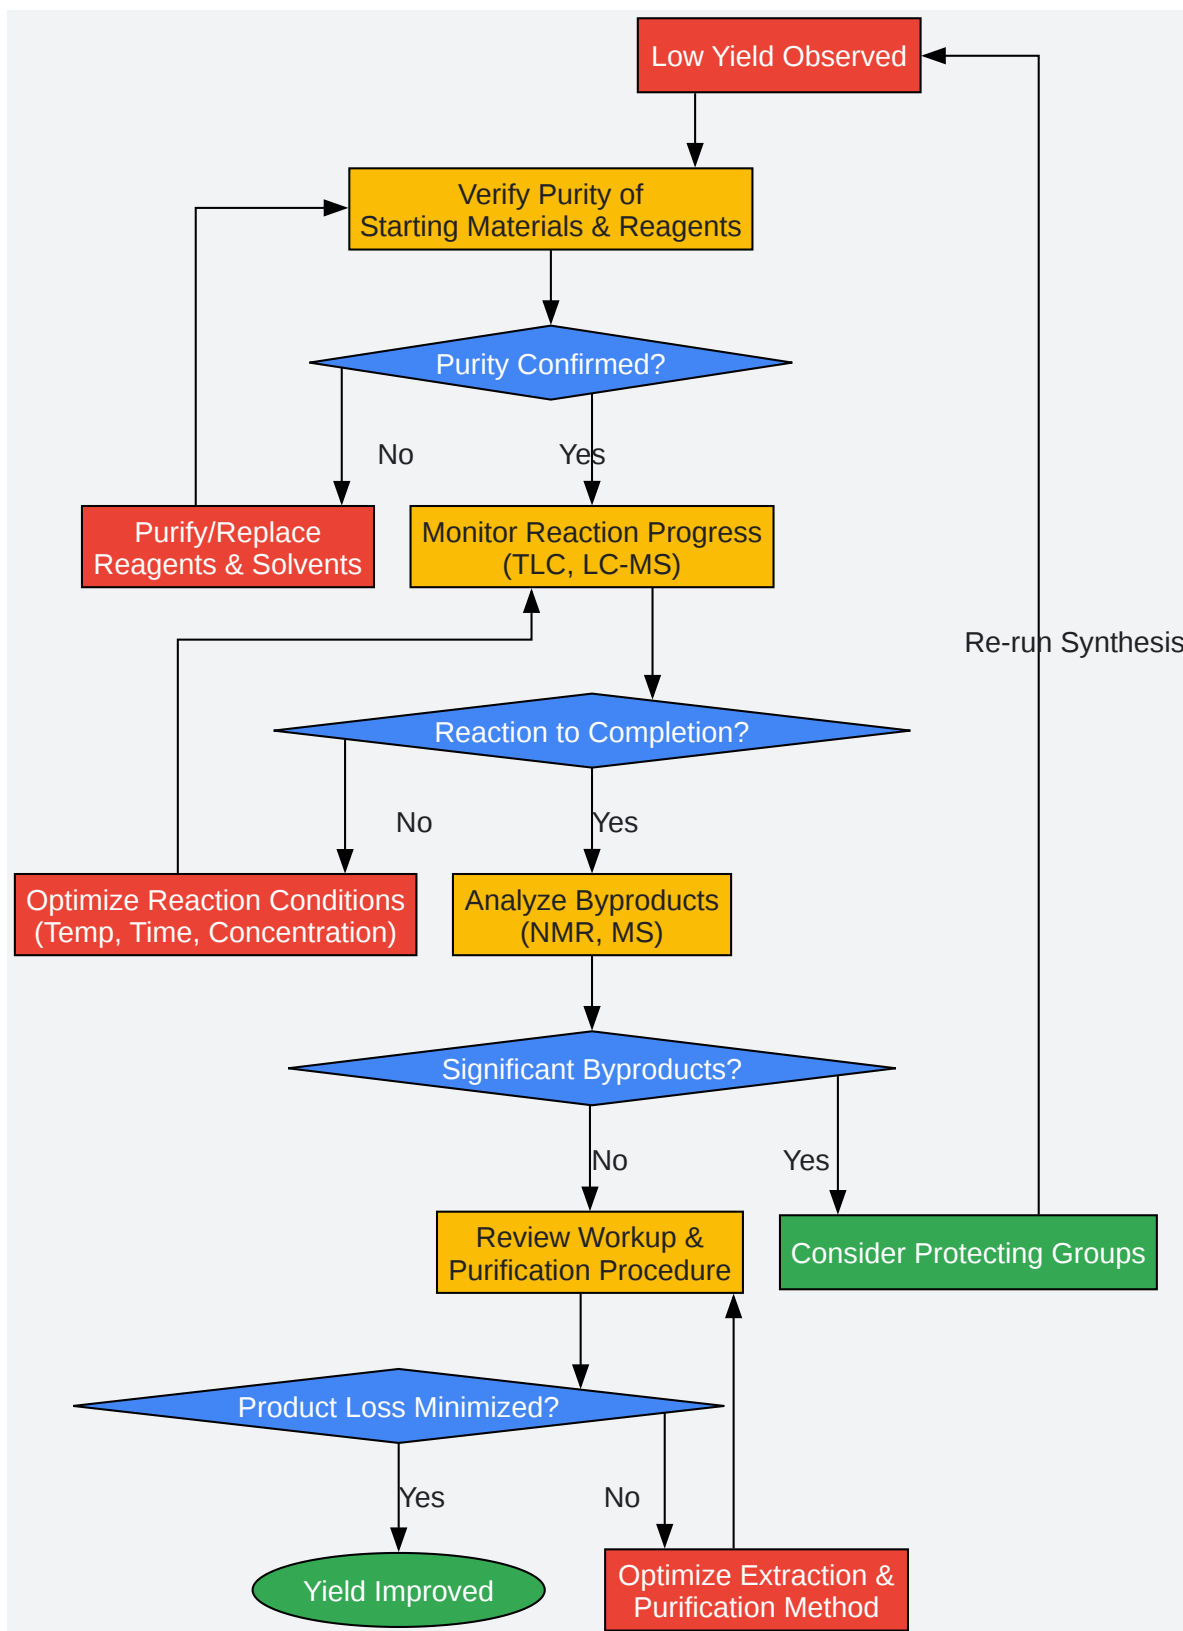 Low Yield Observed
Verify Purity of
Starting Materials & Reagents
Purity Confirmed?
No
Yes
Purify/Replace
Reagents & Solvents
Monitor Reaction Progress
(TLC, LC-MS)
Re-run Synthesis
Reaction to Completion?
No
Yes
Optimize Reaction Conditions
(Temp, Time, Concentration)
Analyze Byproducts
(NMR, MS)
Significant Byproducts?
No
Yes
Review Workup &
Purification Procedure
Consider Protecting Groups
Product Loss Minimized?
Yes
No
Yield Improved
Optimize Extraction &
Purification Method